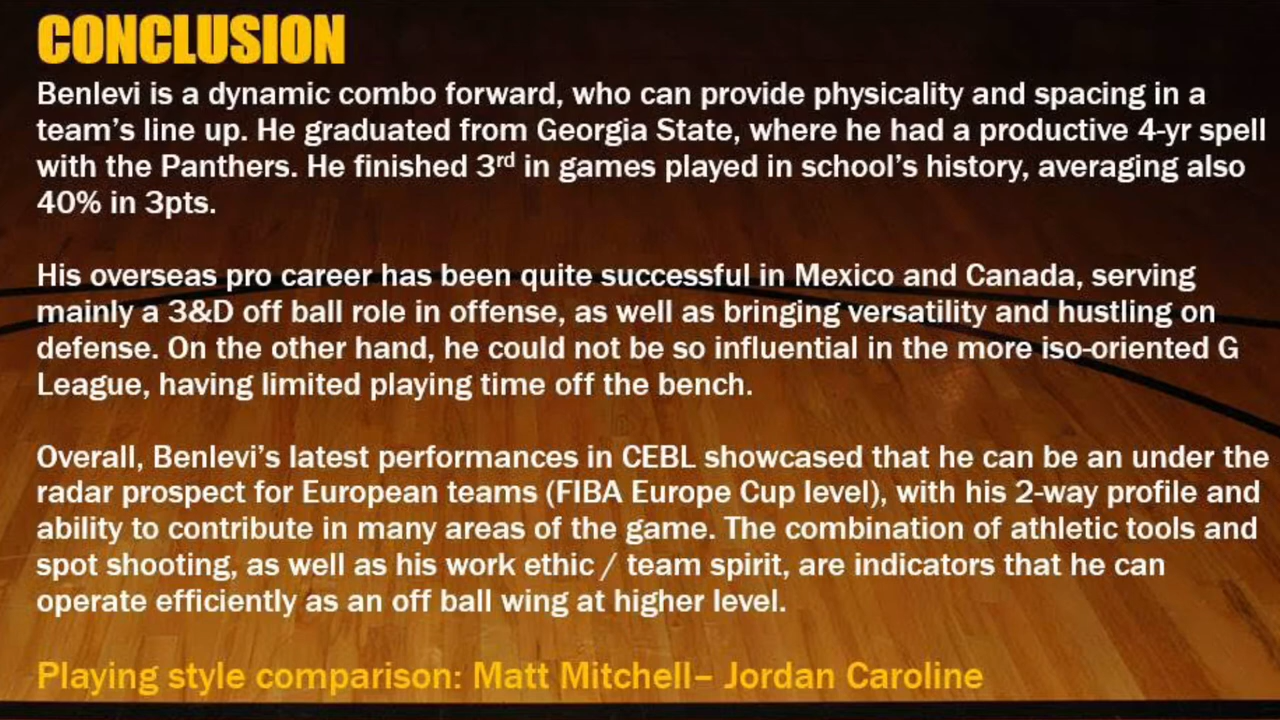 CONCLUSION
Benlevi is a dynamic combo forward, who can provide physicality and spacing in a
team's line up. He graduated from Georgia State, where he had a productive 4-yr spell
with the Panthers. He finished 3rd in games played in school's history, averaging also
40% in 3pts.
His overseas pro career has been quite successful in Mexico and Canada, serving
mainly a 3&D off ball role in offense, as well as bringing versatility and hustling on
defense. On the other hand, he could not be so influential in the more iso-oriented G
League, having limited playing time off the bench.
Overall, Benlevi's latest performances in CEBL showcased that he can be an under the
radar prospect for European teams (FIBA Europe Cup level), with his 2-way profile and
ability to contribute in many areas of the game. The combination of athletic tools and
spot shooting, as well as his work ethic / team spirit, are indicators that he can
operate efficiently as an off ball wing at higher level.
Playing style comparison: Matt Mitchell– Jordan Caroline